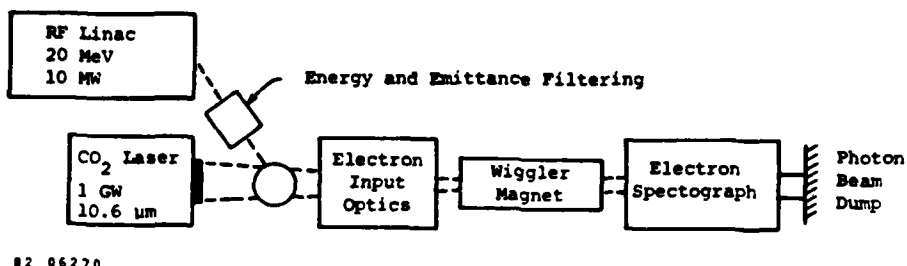 RF Linac
20 MeV
10 MW
Energy and Emittance Filtering
CO2 Laser
1 GW
10.6 µm
Electron
Input
Optics
Wiggler
Magnet
Electron
Spectograph
Photon
Beam
Dump
82 06220